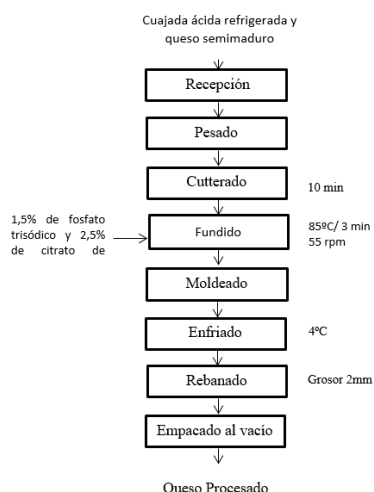 Cuajada ácida refrigerada y
queso semimaduro
Recepción
Pesado
Cutterado
10 min
1,5% de fosfato
trisódico y 2,5%
de citrato de
Fundido
85ºC/ 3 min
55 rpm
Moldeado
Enfriado
4ºC
Rebanado
Grosor 2mm
Empacado al vacío
Queso Procesado